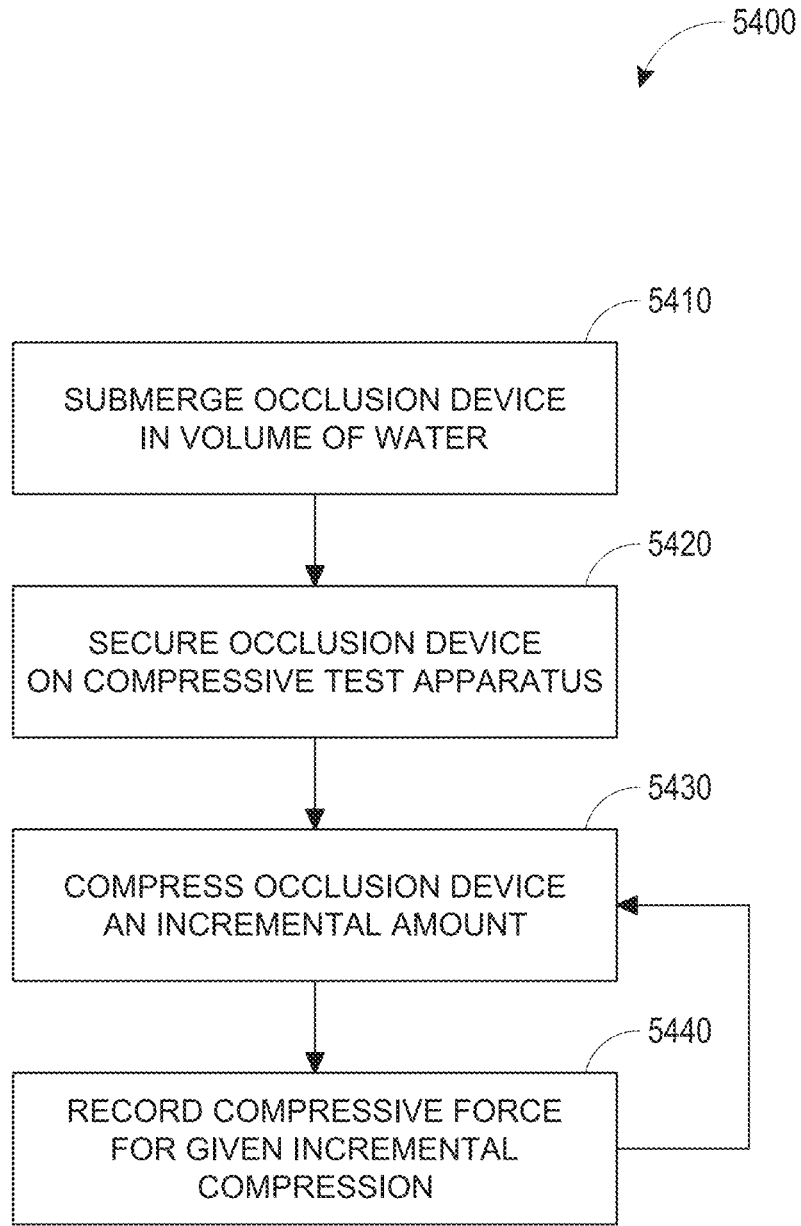 5400
5410
SUBMERGE OCCLUSION DEVICE
IN VOLUME OF WATER
5420
SECURE OCCLUSION DEVICE
ON COMPRESSIVE TEST APPARATUS
5430
COMPRESS OCCLUSION DEVICE
AN INCREMENTAL AMOUNT
5440
RECORD COMPRESSIVE FORCE
FOR GIVEN INCREMENTAL
COMPRESSION